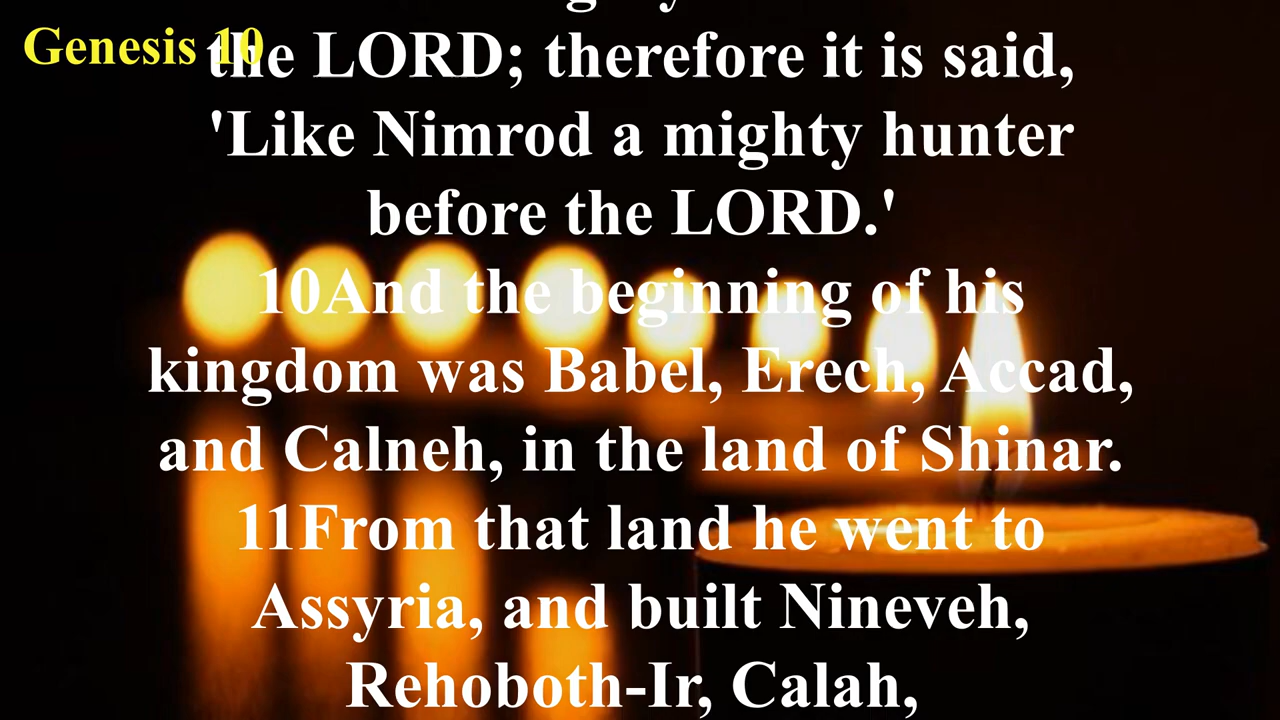 Genesis 10
the LORD; therefore it is said,
'Like Nimrod a mighty hunter
before the LORD.'
10And the beginning of his
kingdom was Babel, Erech, Accad,
and Calneh, in the land of Shinar.
11From that land he went to
Assyria, and built Nineveh,
Rehoboth-Ir, Calah,